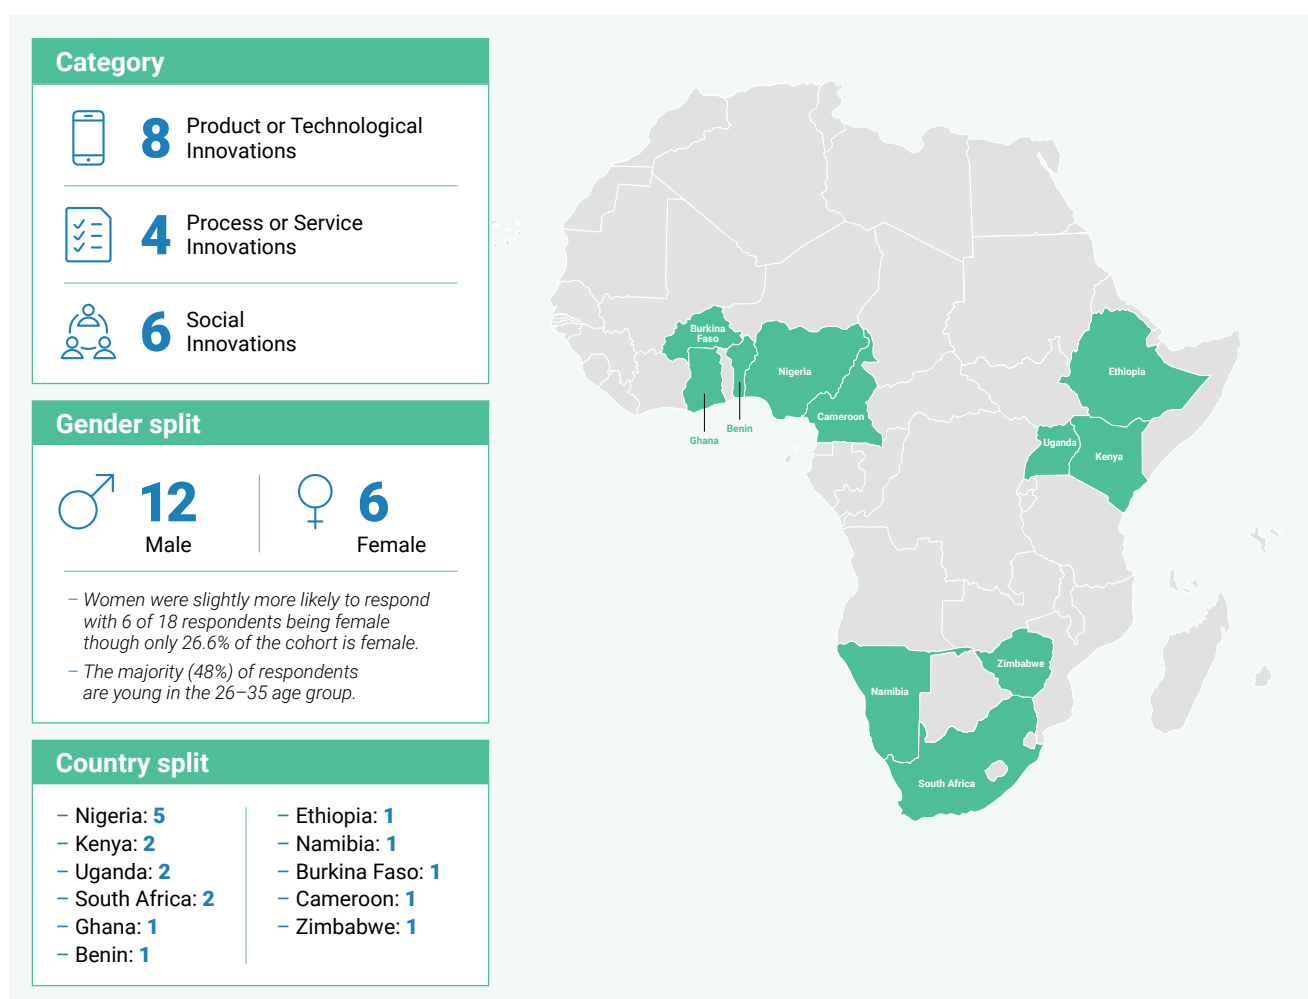 Category
8 Product or Technological
Innovations
4 Process or Service
Innovations
6 Social
Innovations
Gender split
12
Male
6
Female
– Women were slightly more likely to respond
with 6 of 18 respondents being female
though only 26.6% of the cohort is female.
– The majority (48%) of respondents
are young in the 26–35 age group.
Country split
– Nigeria: 5
– Kenya: 2
– Uganda: 2
– South Africa: 2
– Ghana: 1
– Benin: 1
– Ethiopia: 1
– Namibia: 1
– Burkina Faso: 1
– Cameroon: 1
– Zimbabwe: 1
Burkina
Faso
Nigeria
Ethiopia
Cameroon
Benin
Ghana
Uganda
Kenya
Zimbabwe
Namibia
South Africa